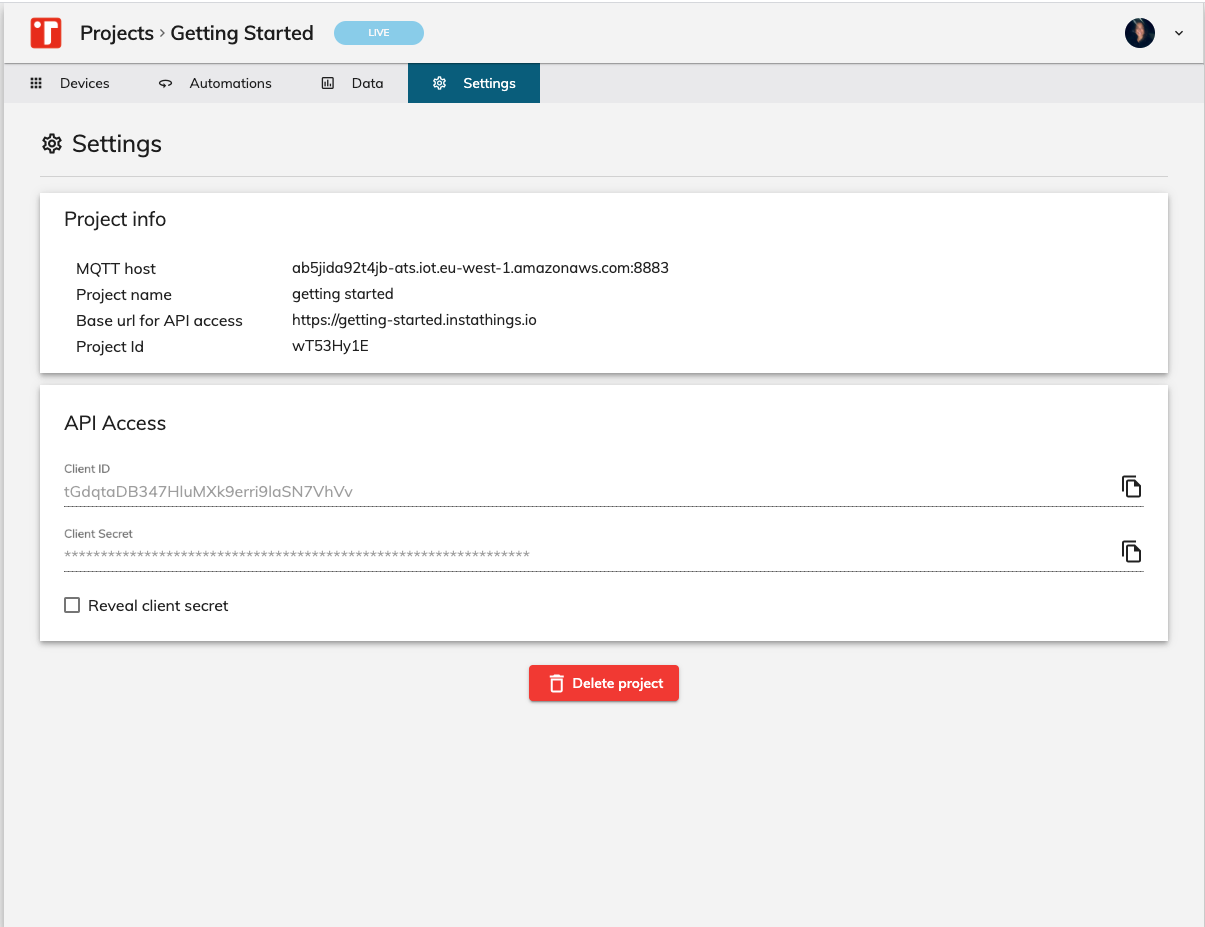 Projects › Getting Started LIVE
Devices Automations Data Settings
Settings
Project info
MQTT host ab5jida92t4jb-ats.iot.eu-west-1.amazonaws.com:8883
Project name getting started
Base url for API access https://getting-started.instathings.io
Project Id wT53Hy1E
API Access
Client ID
tGdqtaDB347HluMXk9erri9laSN7VhVv
Client Secret
****************************************************************
Reveal client secret
Delete project